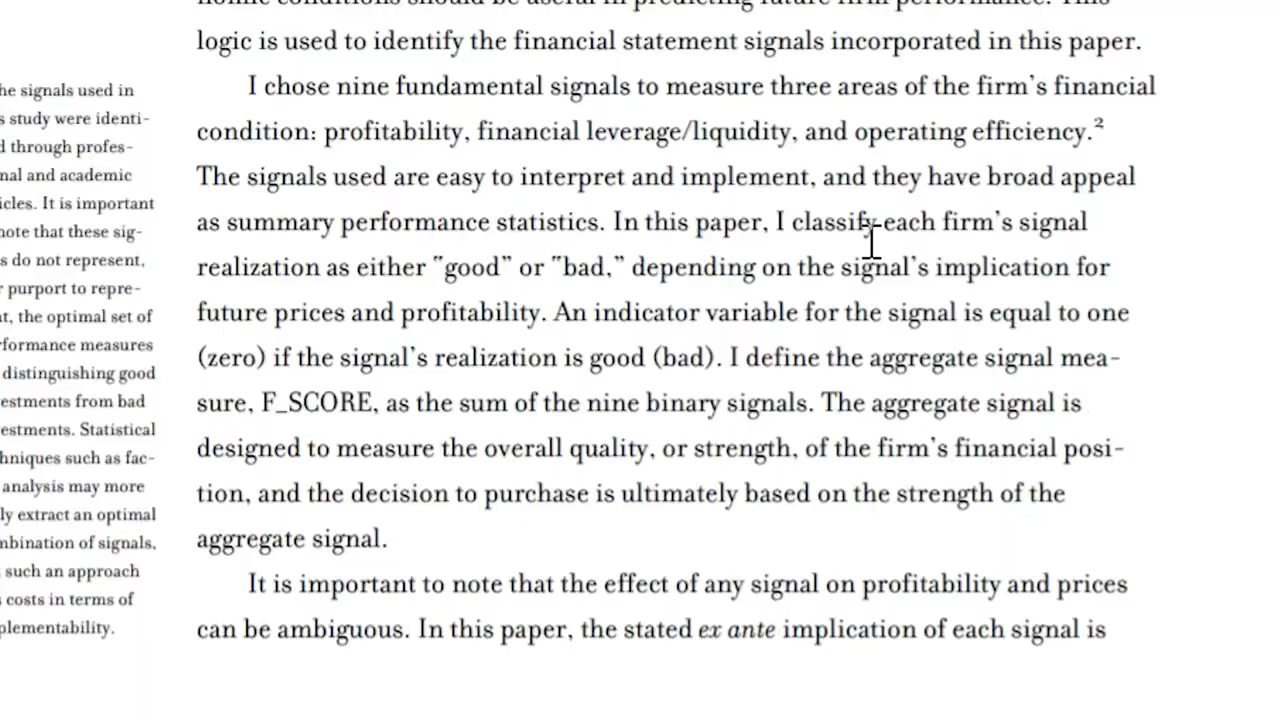 logic is used to identify the financial statement signals incorporated in this paper.
I chose nine fundamental signals to measure three areas of the firm's financial
condition: profitability, financial leverage/liquidity, and operating efficiency.²
The signals used are easy to interpret and implement, and they have broad appeal
as summary performance statistics. In this paper, I classify each firm's signal
realization as either "good" or "bad," depending on the signal's implication for
future prices and profitability. An indicator variable for the signal is equal to one
(zero) if the signal's realization is good (bad). I define the aggregate signal mea-
sure, F_SCORE, as the sum of the nine binary signals. The aggregate signal is
designed to measure the overall quality, or strength, of the firm's financial posi-
tion, and the decision to purchase is ultimately based on the strength of the
aggregate signal.
It is important to note that the effect of any signal on profitability and prices
can be ambiguous. In this paper, the stated ex ante implication of each signal is
signals used in
study were identi-
through profes-
and academic
It is important
note that these sig-
do not represent,
purport to repre-
the optimal set of
measures
distinguishing good
from bad
Statistical
such as fac-
analysis may more
extract an optimal
of signals,
such an approach
costs in terms of